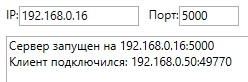 IP: 192.168.0.16 Порт: 5000
Сервер запущен на 192.168.0.16:5000
Клиент подключился: 192.168.0.50:49770